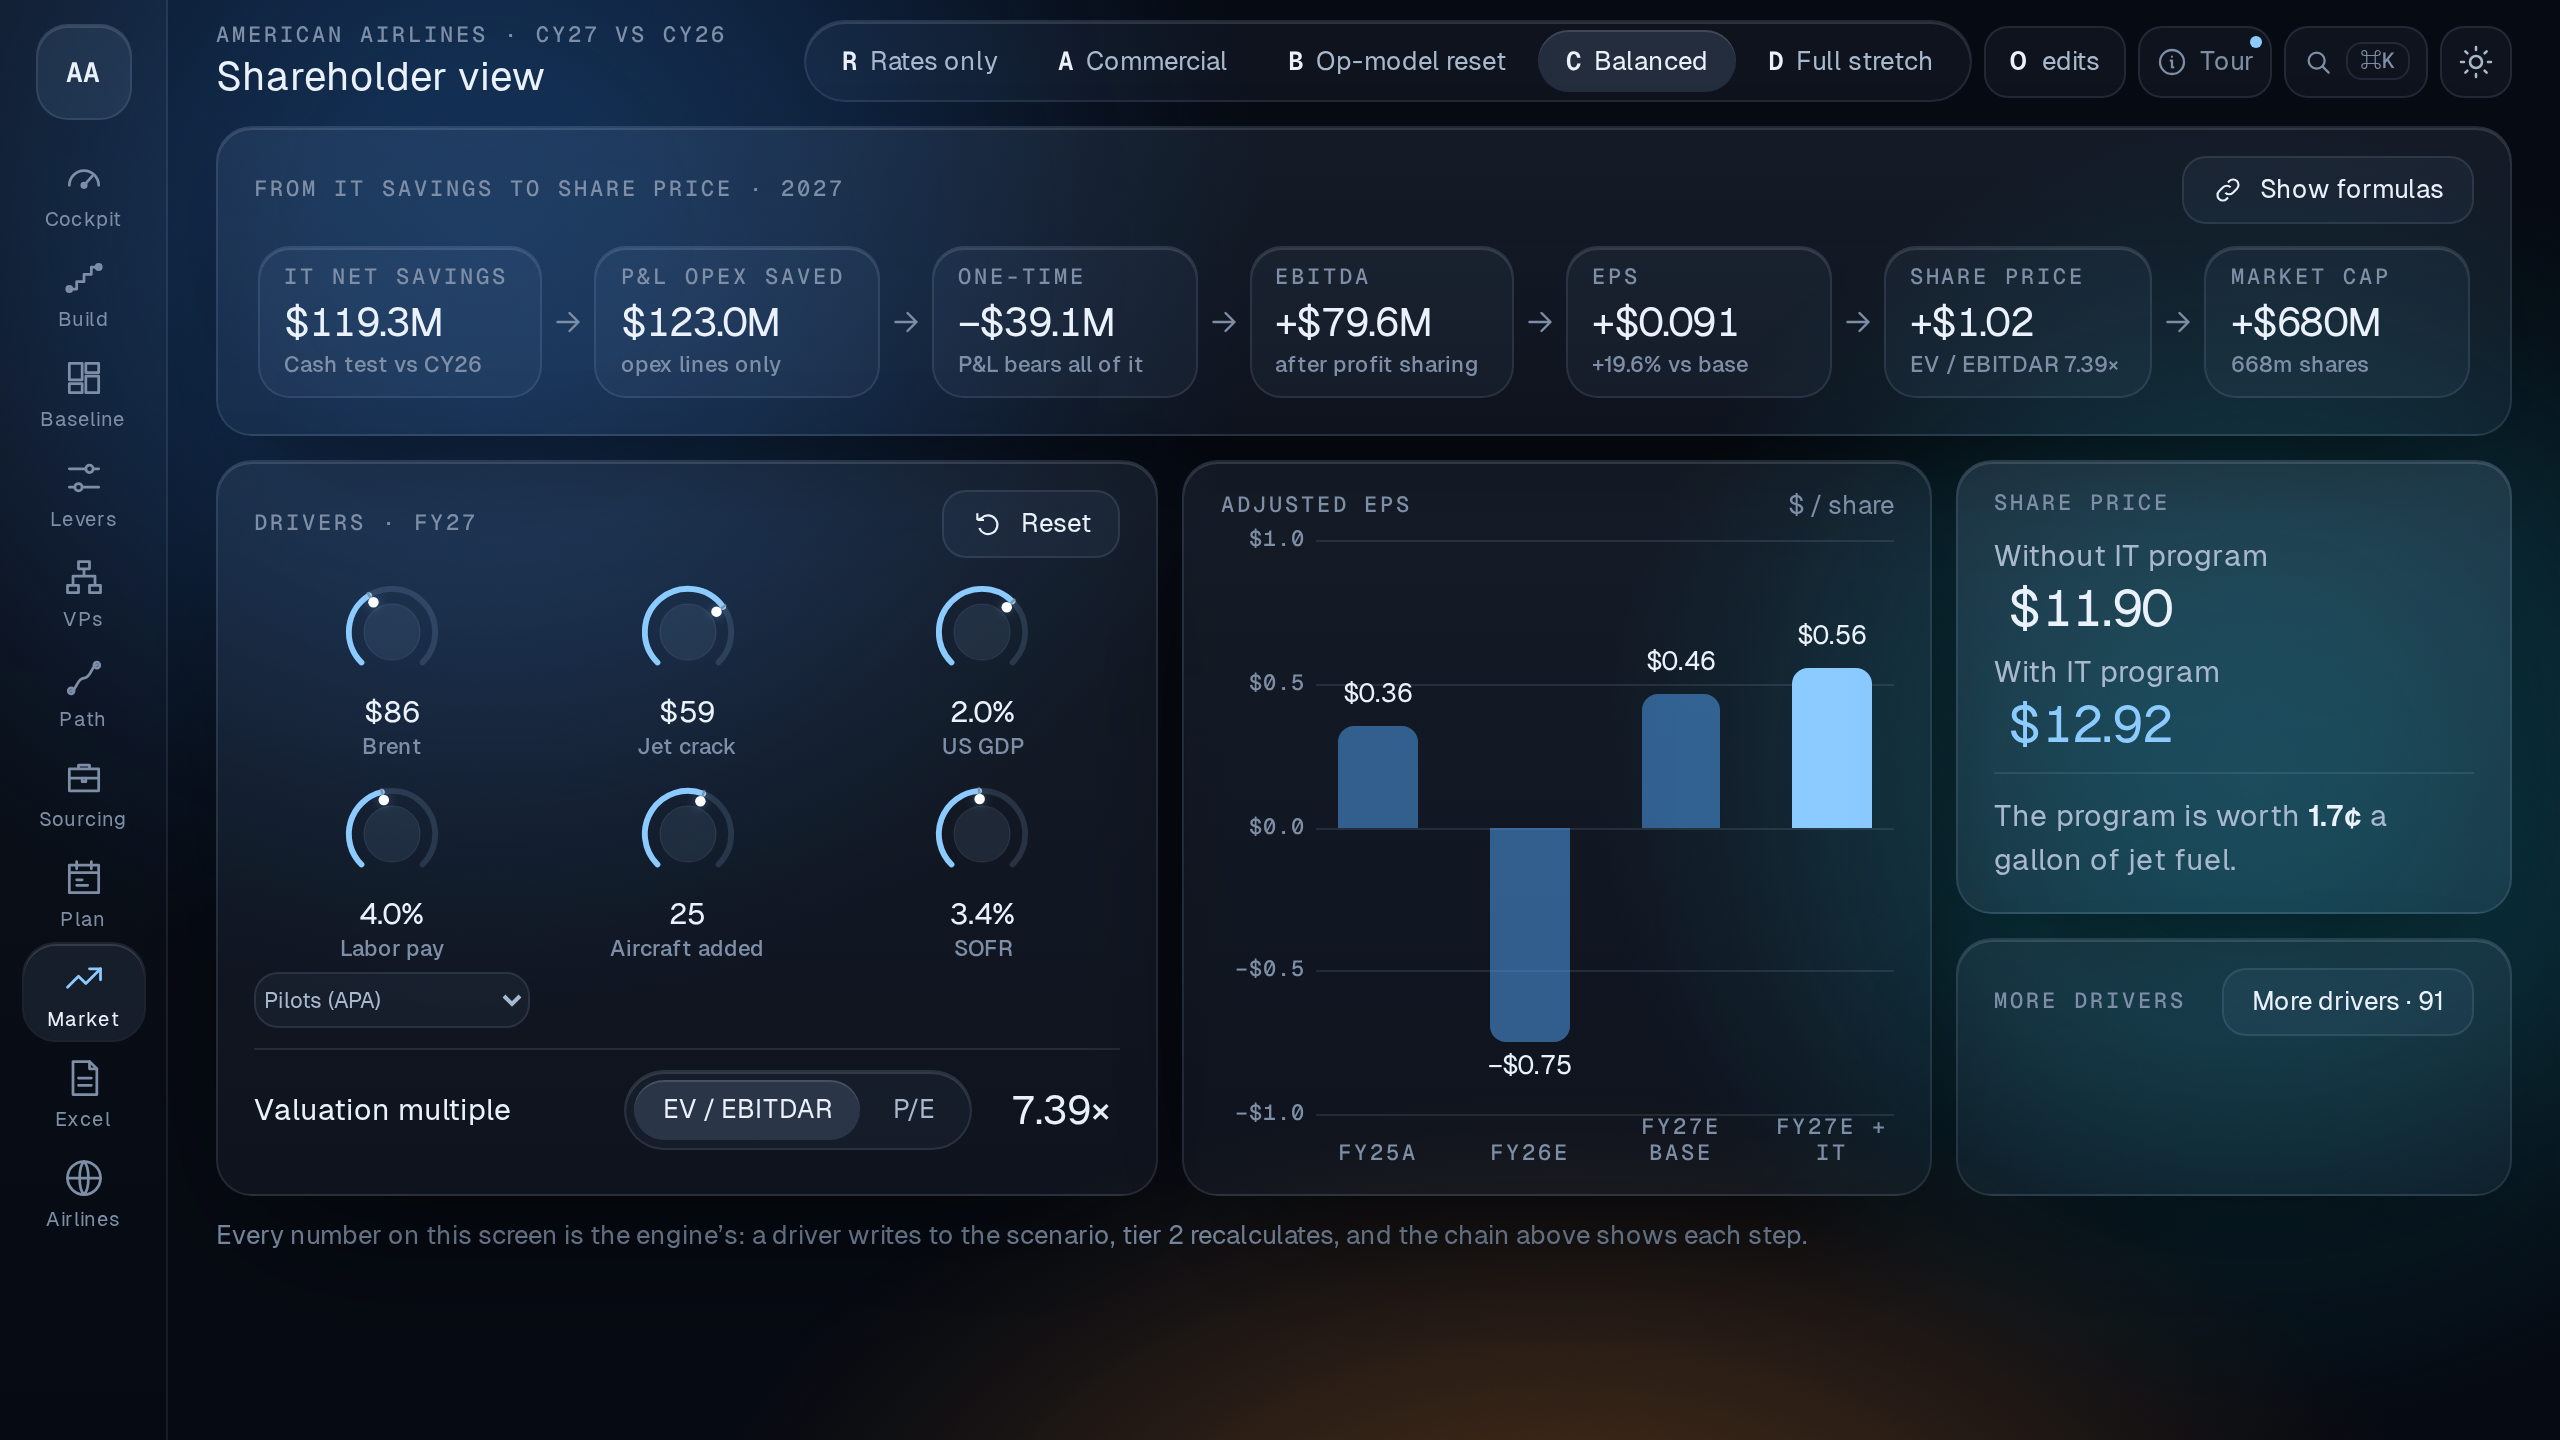 AA
AMERICAN AIRLINES · CY27 VS CY26
Shareholder view
R Rates only
A Commercial
B Op-model reset
C Balanced
D Full stretch
0 edits
Tour
⌘K
Cockpit
Build
Baseline
Levers
VPs
Path
Sourcing
Plan
Market
Excel
Airlines
FROM IT SAVINGS TO SHARE PRICE · 2027
Show formulas
IT NET SAVINGS
$119.3M
Cash test vs CY26
P&L OPEX SAVED
$123.0M
opex lines only
ONE-TIME
−$39.1M
P&L bears all of it
EBITDA
+$79.6M
after profit sharing
EPS
+$0.091
+19.6% vs base
SHARE PRICE
+$1.02
EV / EBITDAR 7.39×
MARKET CAP
+$680M
668m shares
DRIVERS · FY27
Reset
$86
Brent
$59
Jet crack
2.0%
US GDP
4.0%
Labor pay
25
Aircraft added
3.4%
SOFR
Pilots (APA)
Valuation multiple
EV / EBITDAR
P/E
7.39×
ADJUSTED EPS
$ / share
$1.0
$0.5
$0.0
−$0.5
−$1.0
$0.36
−$0.75
$0.46
$0.56
FY25A
FY26E
FY27E
BASE
FY27E +
IT
SHARE PRICE
Without IT program
$11.90
With IT program
$12.92
The program is worth 1.7¢ a
gallon of jet fuel.
MORE DRIVERS
More drivers · 91
Every number on this screen is the engine’s: a driver writes to the scenario, tier 2 recalculates, and the chain above shows each step.